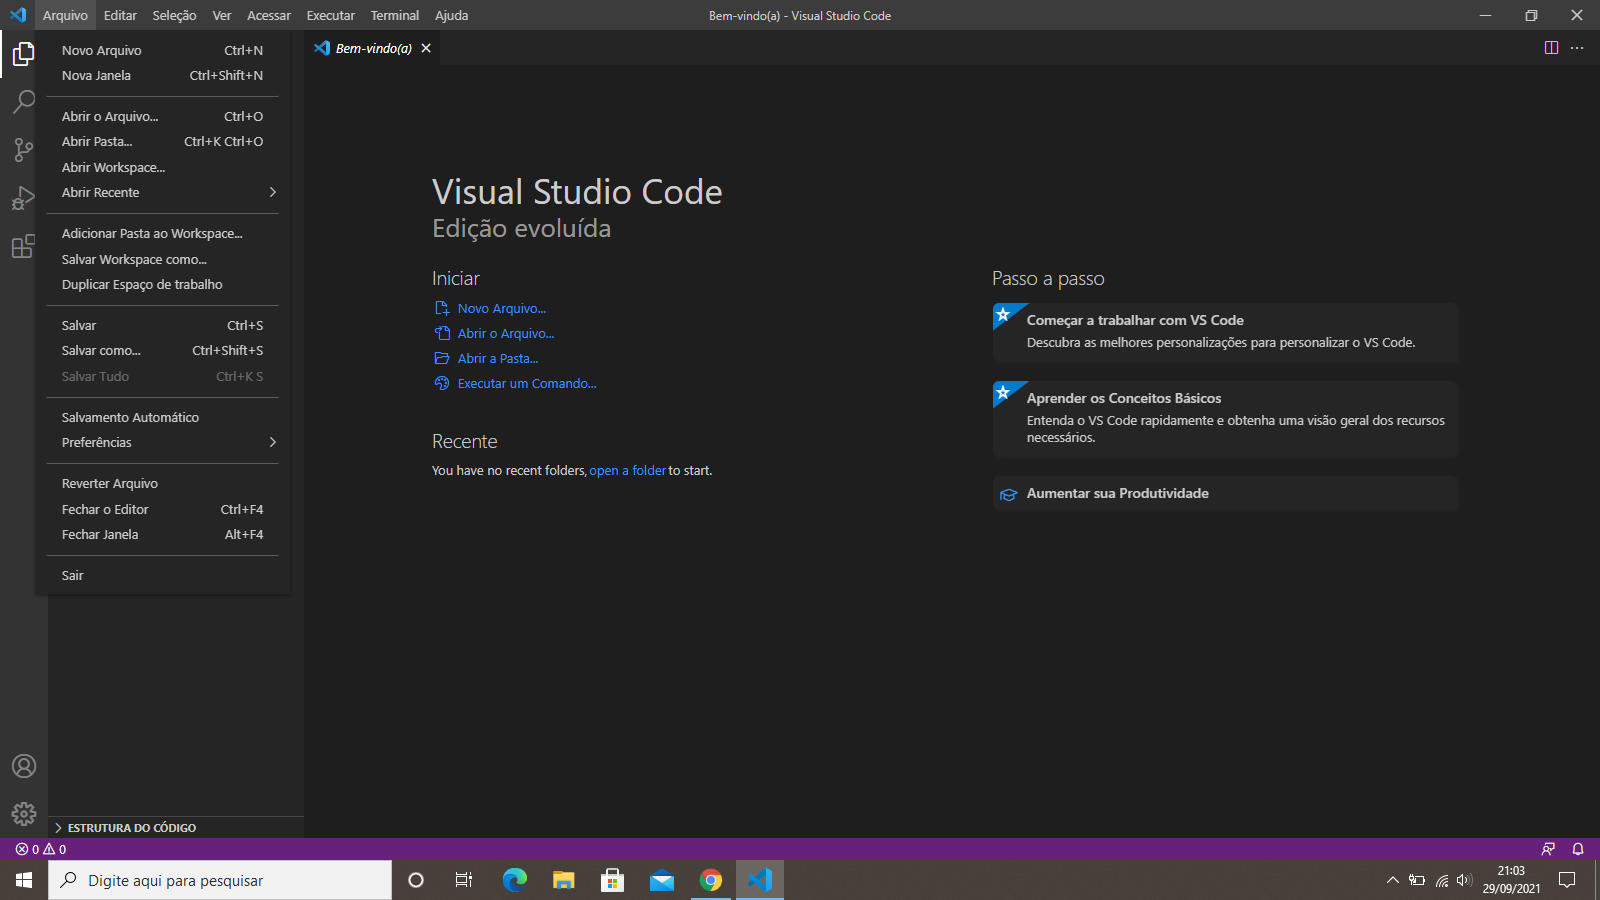 Arquivo Editar Seleção Ver Acessar Executar Terminal Ajuda
Bem-vindo(a) - Visual Studio Code
Novo Arquivo Ctrl+N
Nova Janela Ctrl+Shift+N
Abrir o Arquivo... Ctrl+O
Abrir Pasta... Ctrl+K Ctrl+O
Abrir Workspace...
Abrir Recente
Adicionar Pasta ao Workspace...
Salvar Workspace como...
Duplicar Espaço de trabalho
Salvar Ctrl+S
Salvar como... Ctrl+Shift+S
Salvar Tudo Ctrl+K S
Salvamento Automático
Preferências
Reverter Arquivo
Fechar o Editor Ctrl+F4
Fechar Janela Alt+F4
Sair
ESTRUTURA DO CÓDIGO
Bem-vindo(a)
Visual Studio Code
Edição evoluída
Iniciar
Novo Arquivo...
Abrir o Arquivo...
Abrir a Pasta...
Executar um Comando...
Recente
You have no recent folders, open a folder to start.
Passo a passo
Começar a trabalhar com VS Code
Descubra as melhores personalizações para personalizar o VS Code.
Aprender os Conceitos Básicos
Entenda o VS Code rapidamente e obtenha uma visão geral dos recursos
necessários.
Aumentar sua Produtividade
0 0
Digite aqui para pesquisar
21:03
29/09/2021